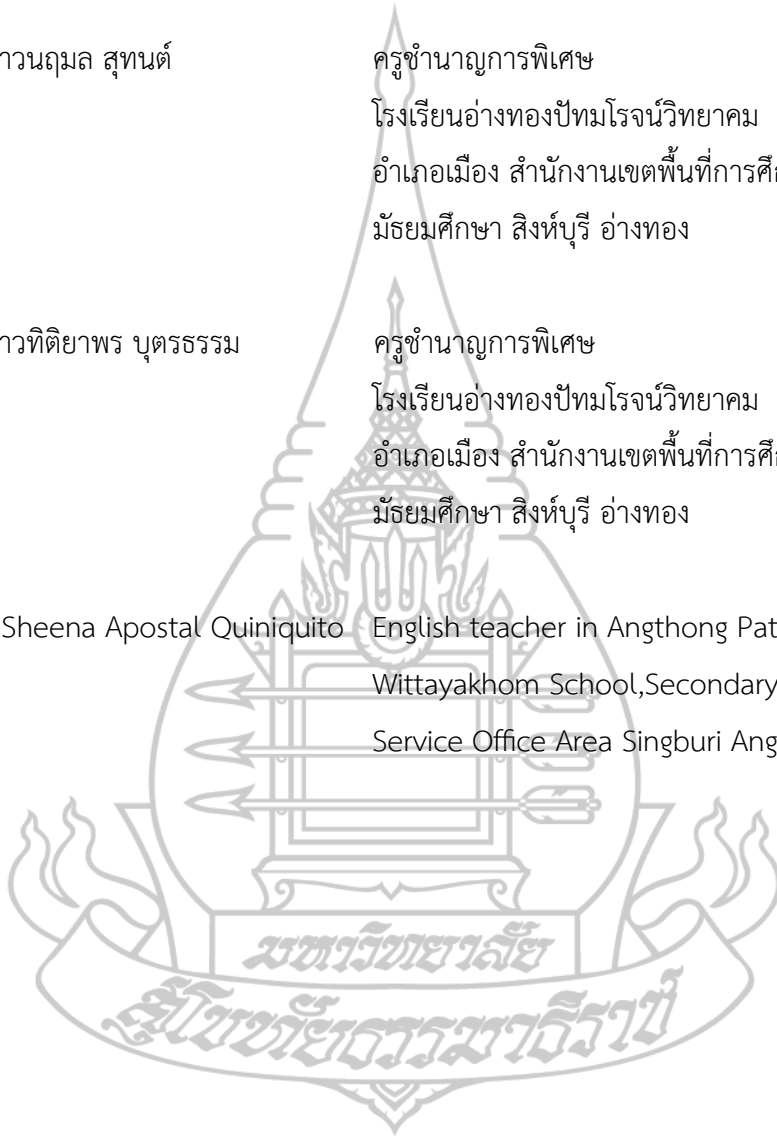 าวนฤมล สุทนต์ ครูชำนาญการพิเศษ
โรงเรียนอ่างทองปัทมโรจน์วิทยาคม
อำเภอเมือง สำนักงานเขตพื้นที่การศึ
มัธยมศึกษา สิงห์บุรี อ่างทอง
าวทิติยาพร บุตรธรรม ครูชำนาญการพิเศษ
โรงเรียนอ่างทองปัทมโรจน์วิทยาคม
อำเภอเมือง สำนักงานเขตพื้นที่การศึ
มัธยมศึกษา สิงห์บุรี อ่างทอง
Sheena Apostal Quiniquito English teacher in Angthong Pat
Wittayakhom School,Secondary
Service Office Area Singburi Ang
มหาวิทยาลัย
สุโขทัยธรรมาธิราช